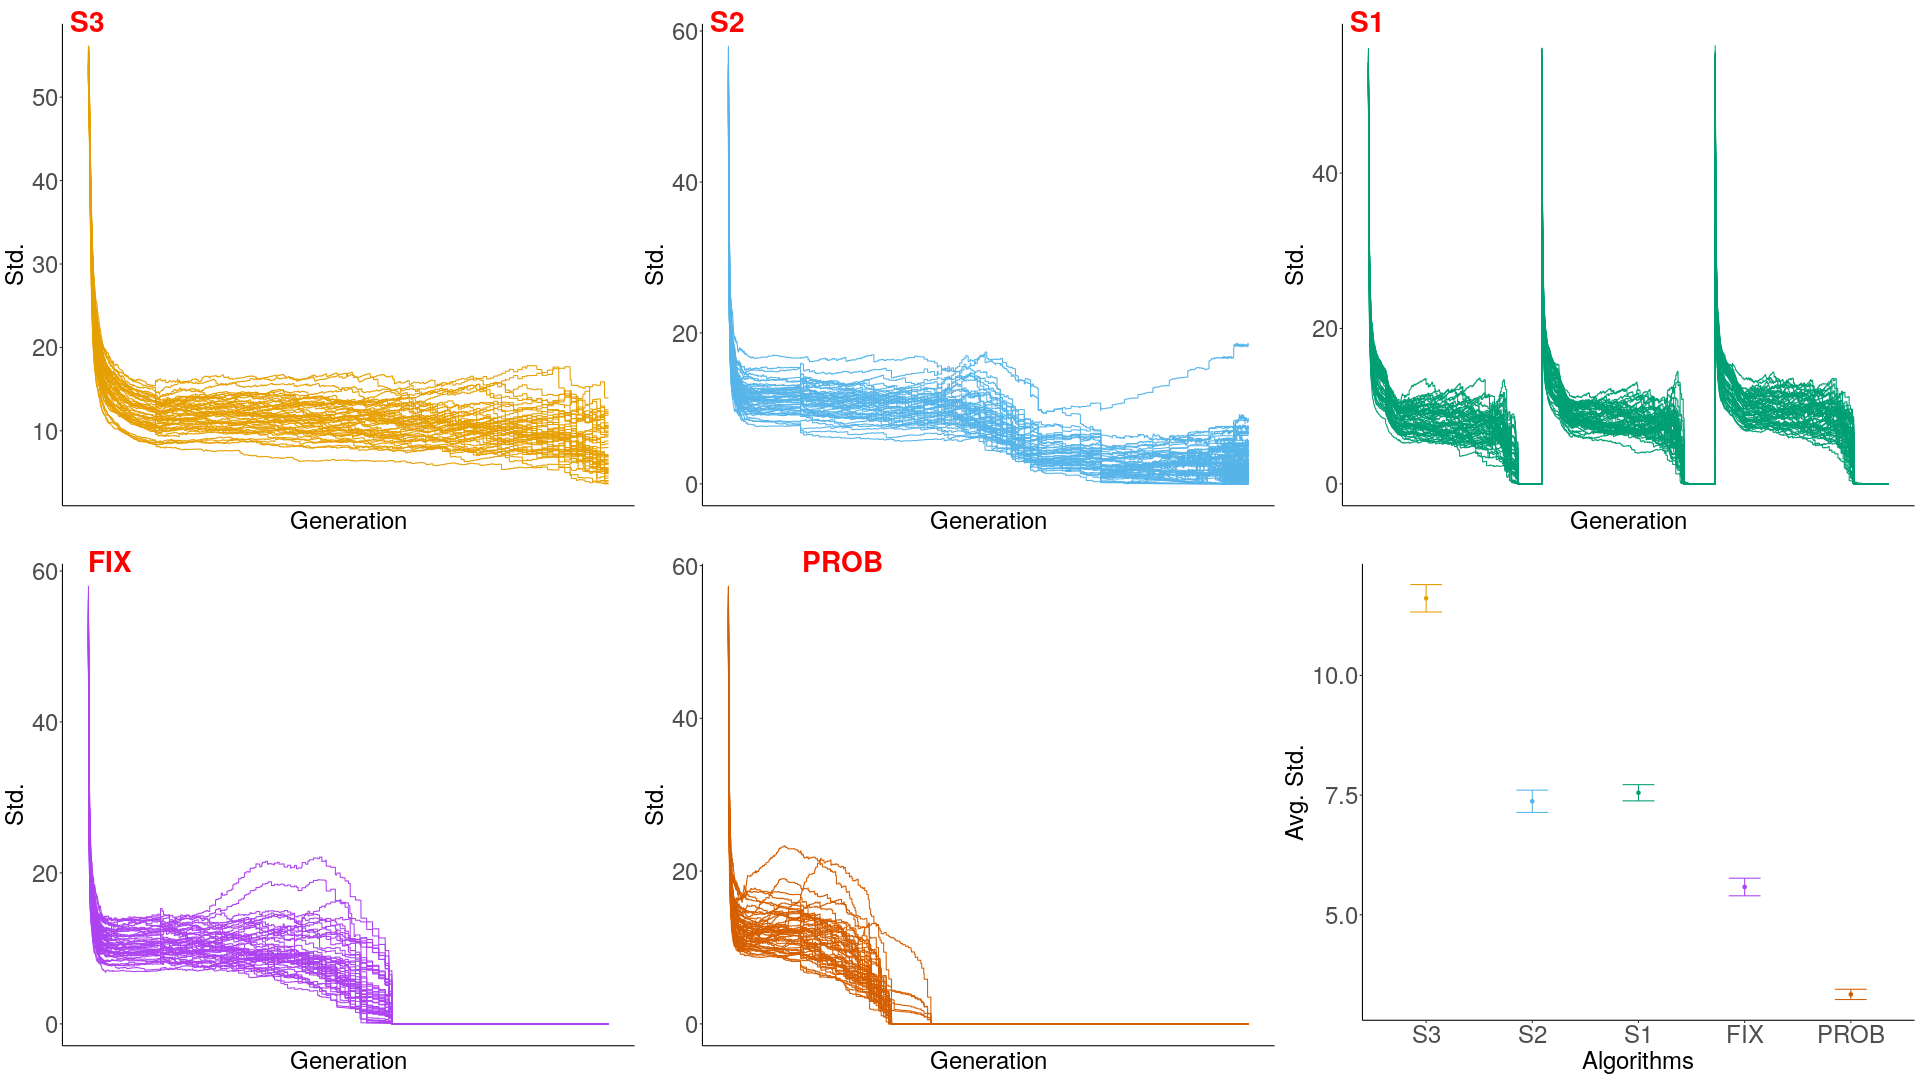 S3
50
40
30
20
10
Std.
Generation
S2
60
40
20
0
Std.
Generation
S1
40
20
0
Std.
Generation
FIX
60
40
20
0
Std.
Generation
PROB
60
40
20
0
Std.
Generation
10.0
7.5
5.0
Avg. Std.
S3 S2 S1 FIX PROB
Algorithms